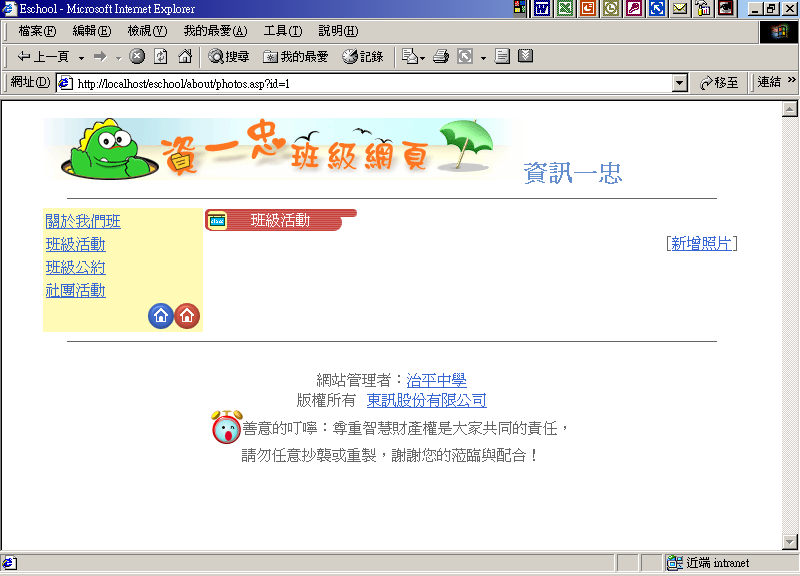 Eschool - Microsoft Internet Explorer
檔案(F) 編輯(E) 檢視(V) 我的最愛(A) 工具(T) 說明(H)
上一頁 搜尋 我的最愛 記錄
網址(D) http://localhost/eschool/about/photos.asp?id=1 移至 連結 »
資一忠班級網頁 資訊一忠
關於我們班
班級活動
班級公約
社團活動
班級活動
[新增照片]
網站管理者：治平中學
版權所有 東訊股份有限公司
善意的叮嚀：尊重智慧財產權是大家共同的責任，
請勿任意抄襲或重製，謝謝您的蒞臨與配合！
近端 intranet